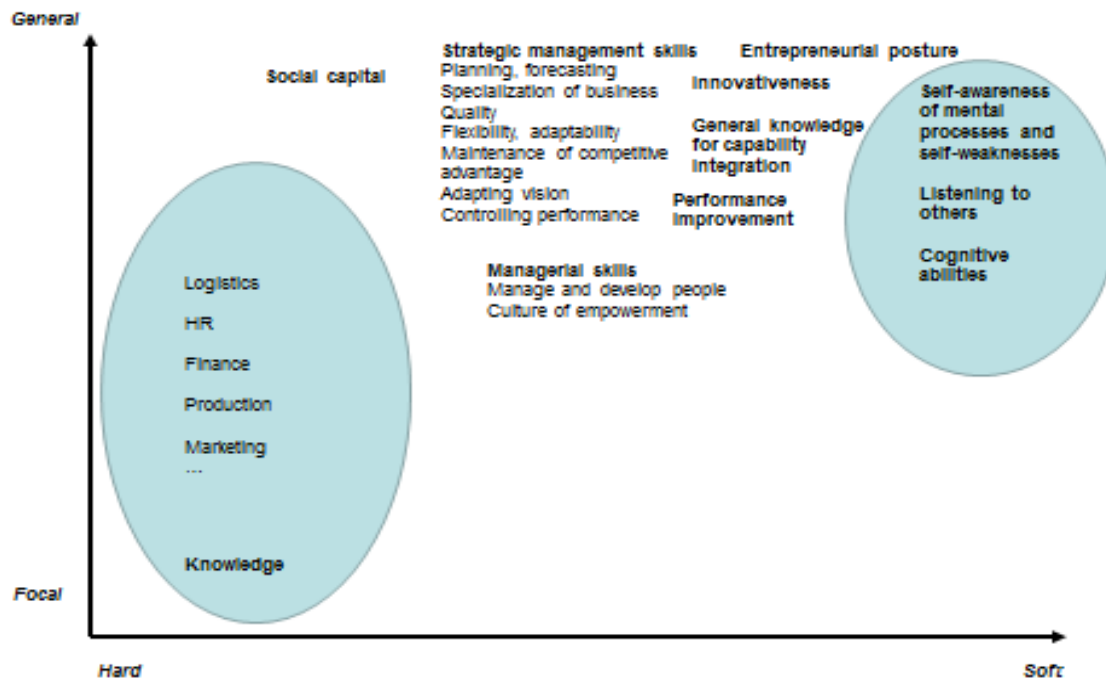 General
Social capital
Strategic management skills
Planning, forecasting
Specialization of business
Quality
Flexibility, adaptability
Maintenance of competitive
advantage
Adapting vision
Controlling performance
Entrepreneurial posture
Innovativeness
General knowledge
for capability
Integration
Performance
Improvement
Self-awareness
of mental
processes and
self-weaknesses
Listening to
others
Cognitive
abilities
Managerial skills
Manage and develop people
Culture of empowerment
Logistics
HR
Finance
Production
Marketing
...
Knowledge
Focal
Hard
Soft